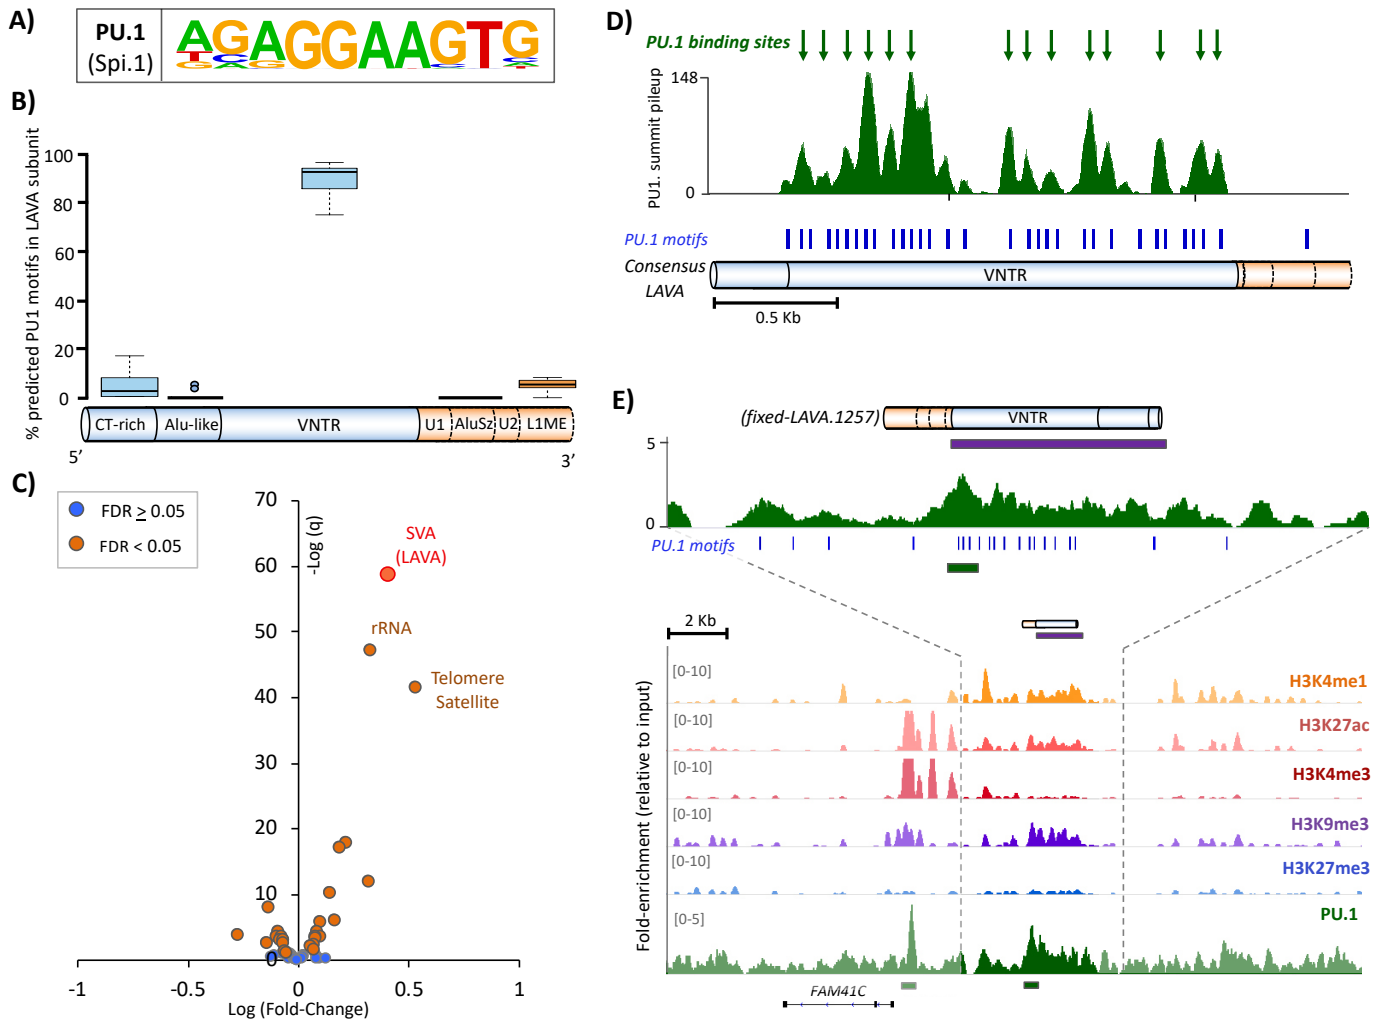 A)
PU.1
(Spi.1)
AGAGGAAGTG
B)
% predicted PU1 motifs in LAVA subunit
100
80
60
40
20
0
CT-rich
Alu-like
VNTR
U1
AluSz
U2
L1ME
5’
3’
C)
FDR ≥ 0.05
FDR < 0.05
70
60
50
40
30
20
10
0
-Log (q)
SVA
(LAVA)
rRNA
Telomere
Satellite
-1
-0.5
0
0.5
1
Log (Fold-Change)
D)
PU.1 binding sites
PU1. summit pileup
148
0
PU.1 motifs
Consensus
LAVA
VNTR
0.5 Kb
E)
(fixed-LAVA.1257)
VNTR
5
0
PU.1 motifs
2 Kb
Fold-enrichment (relative to input)
[0-10]
H3K4me1
[0-10]
H3K27ac
[0-10]
H3K4me3
[0-10]
H3K9me3
[0-10]
H3K27me3
[0-5]
PU.1
FAM41C